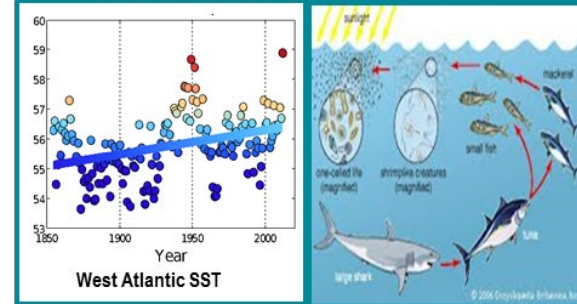 60
59
58
57
56
55
54
53
1850
1900
1950
2000
Year
West Atlantic SST
sunlight
mackerel
one-celled life
(magnified)
shrimplike creatures
(magnified)
small fish
tuna
large shark
© 2006 Encyclopædia Britannica, Inc.